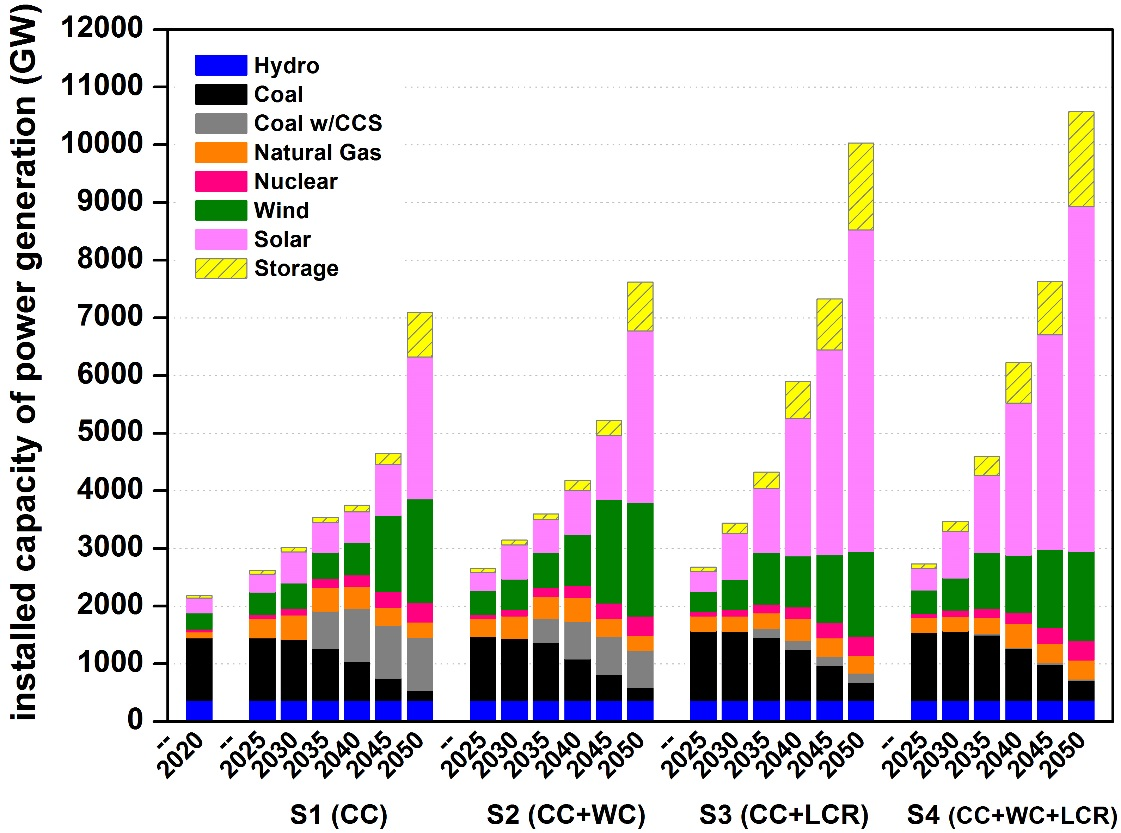 installed capacity of power generation (GW)
12000
11000
10000
9000
8000
7000
6000
5000
4000
3000
2000
1000
0
Hydro
Coal
Coal w/CCS
Natural Gas
Nuclear
Wind
Solar
Storage
-- 2020 -- 2025 2030 2035 2040 2045 2050 -- 2025 2030 2035 2040 2045 2050 -- 2025 2030 2035 2040 2045 2050 -- 2025 2030 2035 2040 2045 2050
S1 (CC) S2 (CC+WC) S3 (CC+LCR) S4 (CC+WC+LCR)